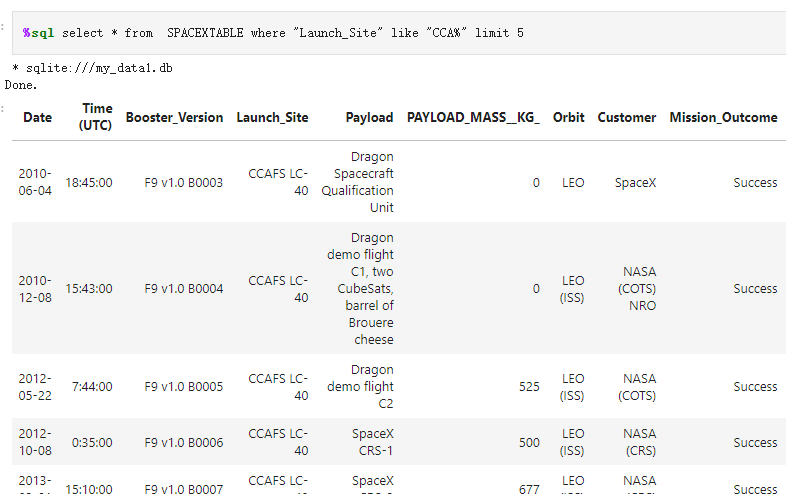 %sql select * from SPACEXTABLE where "Launch_Site" like "CCA%" limit 5
* sqlite:///my_data1.db
Done.
Date Time (UTC) Booster_Version Launch_Site Payload PAYLOAD_MASS__KG_ Orbit Customer Mission_Outcome
2010-06-04 18:45:00 F9 v1.0 B0003 CCAFS LC-40 Dragon Spacecraft Qualification Unit 0 LEO SpaceX Success
2010-12-08 15:43:00 F9 v1.0 B0004 CCAFS LC-40 Dragon demo flight C1, two CubeSats, barrel of Brouere cheese 0 LEO (ISS) NASA (COTS) NRO Success
2012-05-22 7:44:00 F9 v1.0 B0005 CCAFS LC-40 Dragon demo flight C2 525 LEO (ISS) NASA (COTS) Success
2012-10-08 0:35:00 F9 v1.0 B0006 CCAFS LC-40 SpaceX CRS-1 500 LEO (ISS) NASA (CRS) Success
2013- 15:10:00 F9 v1.0 B0007 CCAFS LC- SpaceX 677 LEO NASA Success